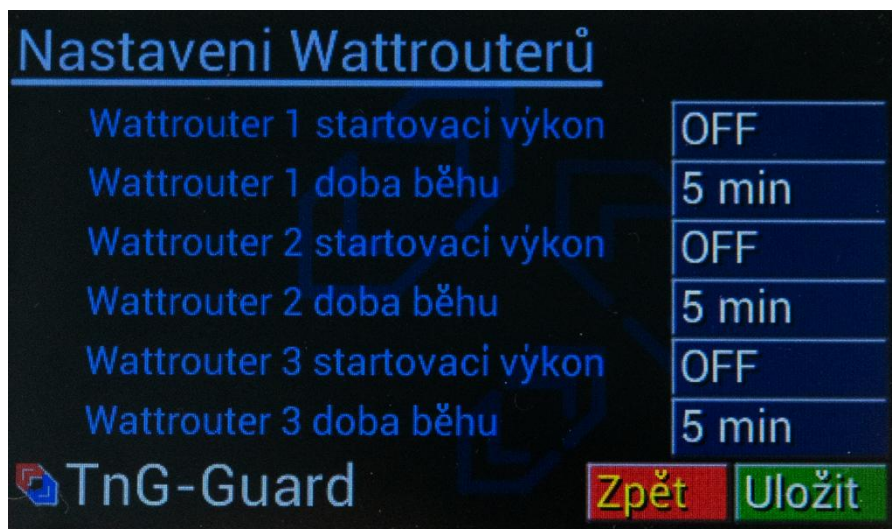 Nastaveni Wattrouterů
Wattrouter 1 startovaci výkon OFF
Wattrouter 1 doba běhu 5 min
Wattrouter 2 startovaci výkon OFF
Wattrouter 2 doba běhu 5 min
Wattrouter 3 startovaci výkon OFF
Wattrouter 3 doba běhu 5 min
TnG-Guard Zpět Uložit